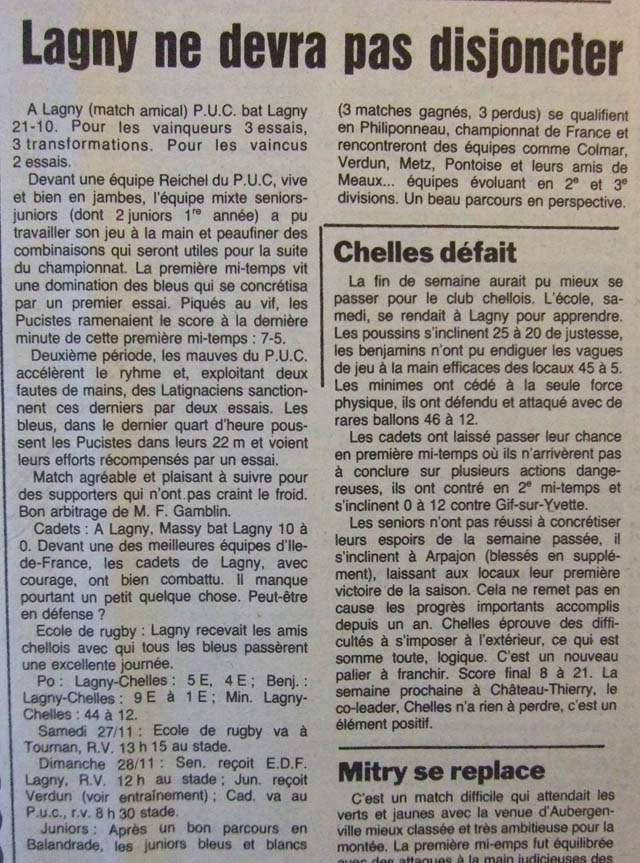 Lagny ne devra pas disjoncter
A Lagny (match amical) P.U.C. bat Lagny
21-10. Pour les vainqueurs 3 essais,
3 transformations. Pour les vaincus
2 essais.
Devant une équipe Reichel du P.U.C, vive
et bien en jambes, l'équipe mixte seniors-
juniors (dont 2 juniors 1re année) a pu
travailler son jeu à la main et peaufiner des
combinaisons qui seront utiles pour la suite
du championnat. La première mi-temps vit
une domination des bleus qui se concrétisa
par un premier essai. Piqués au vif, les
Pucistes ramenaient le score à la dernière
minute de cette première mi-temps : 7-5.
Deuxième période, les mauves du P.U.C.
accélèrent le ryhme et, exploitant deux
fautes de mains, des Latignaciens sanction-
nent ces derniers par deux essais. Les
bleus, dans le dernier quart d'heure pous-
sent les Pucistes dans leurs 22 m et voient
leurs efforts récompensés par un essai.
Match agréable et plaisant à suivre pour
des supporters qui n'ont pas craint le froid.
Bon arbitrage de M. F. Gamblin.
Cadets : A Lagny, Massy bat Lagny 10 à
0. Devant une des meilleures équipes d'Ile-
de-France, les cadets de Lagny, avec
courage, ont bien combattu. Il manque
pourtant un petit quelque chose. Peut-être
en défense ?
Ecole de rugby : Lagny recevait les amis
chellois avec qui tous les bleus passèrent
une excellente journée.
Po : Lagny-Chelles : 5 E, 4 E ; Benj. :
Lagny-Chelles : 9 E à 1 E ; Min. Lagny-
Chelles : 44 à 12.
Samedi 27/11 : Ecole de rugby va à
Tournan, R.V. 13 h 15 au stade.
Dimanche 28/11 : Sen. reçoit E.D.F.
Lagny, R.V. 12 h au stade ; Jun. reçoit
Verdun (voir entraînement) ; Cad. va au
P.u.c., r.v. 8 h 30 stade.
Juniors : Après un bon parcours en
Balandrade, les juniors bleus et blancs
(3 matches gagnés, 3 perdus) se qualifient
en Philiponneau, championnat de France et
rencontreront des équipes comme Colmar,
Verdun, Metz, Pontoise et leurs amis de
Meaux... équipes évoluant en 2e et 3e
divisions. Un beau parcours en perspective.
Chelles défait
La fin de semaine aurait pu mieux se
passer pour le club chellois. L'école, sa-
medi, se rendait à Lagny pour apprendre.
Les poussins s'inclinent 25 à 20 de justesse,
les benjamins n'ont pu endiguer les vagues
de jeu à la main efficaces des locaux 45 à 5.
Les minimes ont cédé à la seule force
physique, ils ont défendu et attaqué avec de
rares ballons 46 à 12.
Les cadets ont laissé passer leur chance
en première mi-temps où ils n'arrivèrent pas
à conclure sur plusieurs actions dange-
reuses, ils ont contré en 2e mi-temps et
s'inclinent 0 à 12 contre Gif-sur-Yvette.
Les seniors n'ont pas réussi à concrétiser
leurs espoirs de la semaine passée, il
s'inclinent à Arpajon (blessés en supplé-
ment), laissant aux locaux leur première
victoire de la saison. Cela ne remet pas en
cause les progrès importants accomplis
depuis un an. Chelles éprouve des diffi-
cultés à s'imposer à l'extérieur, ce qui est
somme toute, logique. C'est un nouveau
palier à franchir. Score final 8 à 21. La
semaine prochaine à Château-Thierry, le
co-leader, Chelles n'a rien à perdre, c'est un
élément positif.
Mitry se replace
C'est un match difficile qui attendait les
verts et jaunes avec la venue d'Aubergen-
ville mieux classée et très ambitieuse pour la
montée. La première mi-emps fut équilibrée
avec des attaques à la main judicieuses des